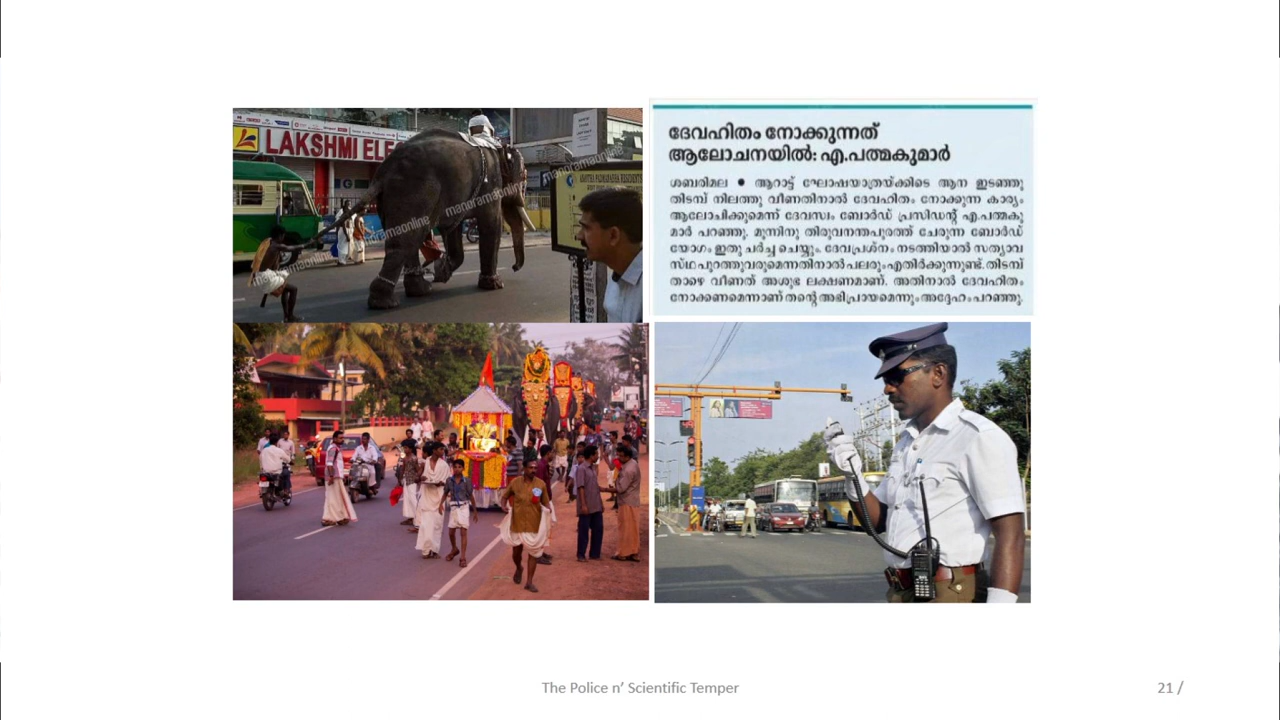 LAKSHMI ELE
manoramaonline
manoramaonline
manoramaonline
ദേവഹിതം നോക്കുന്നത്
ആലോചനയിൽ: എ.പത്മകുമാർ
ശബരിമല ● ആറാട്ട് ഘോഷയാത്രയ്ക്കിടെ ആന ഇടഞ്ഞു
തിടമ്പ് നിലത്തു വീണതിനാൽ ദേവഹിതം നോക്കുന്ന കാര്യം
ആലോചിക്കുമെന്ന് ദേവസ്വം ബോർഡ് പ്രസിഡന്റ് എ.പത്മകു
മാർ പറഞ്ഞു. മൂന്നിനു തിരുവനന്തപുരത്ത് ചേരുന്ന ബോർഡ്
യോഗം ഇതു ചർച്ച ചെയ്യും. ദേവപ്രശ്നം നടത്തിയാൽ സത്യാവ
സ്ഥ പുറത്തുവരുമെന്നതിനാൽ പലരും എതിർക്കുന്നുണ്ട്. തിടമ്പ്
താഴെ വീണത് അശുഭ ലക്ഷണമാണ്. അതിനാൽ ദേവഹിതം
നോക്കണമെന്നാണ് തന്റെ അഭിപ്രായമെന്നും അദ്ദേഹം പറഞ്ഞു.
The Police n’ Scientific Temper
21 /